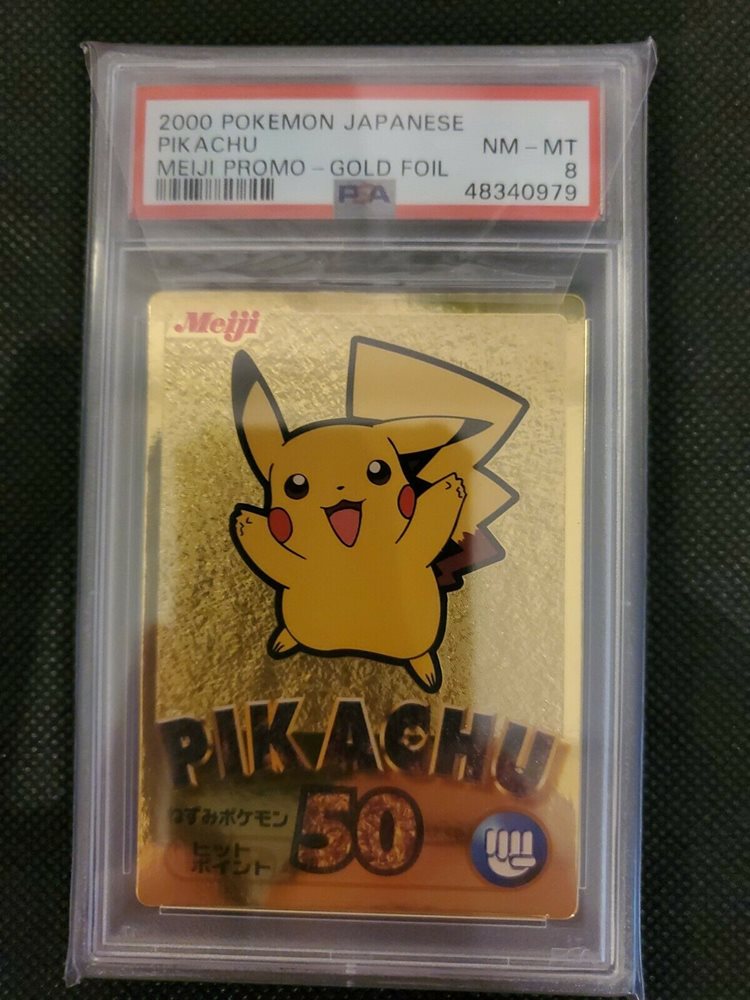 2000 POKEMON JAPANESE
PIKACHU NM - MT
8
MEIJI PROMO - GOLD FOIL
PSA 48340979
Meiji
PIKACHU
ねずみポケモン
ヒット
ポイント
50